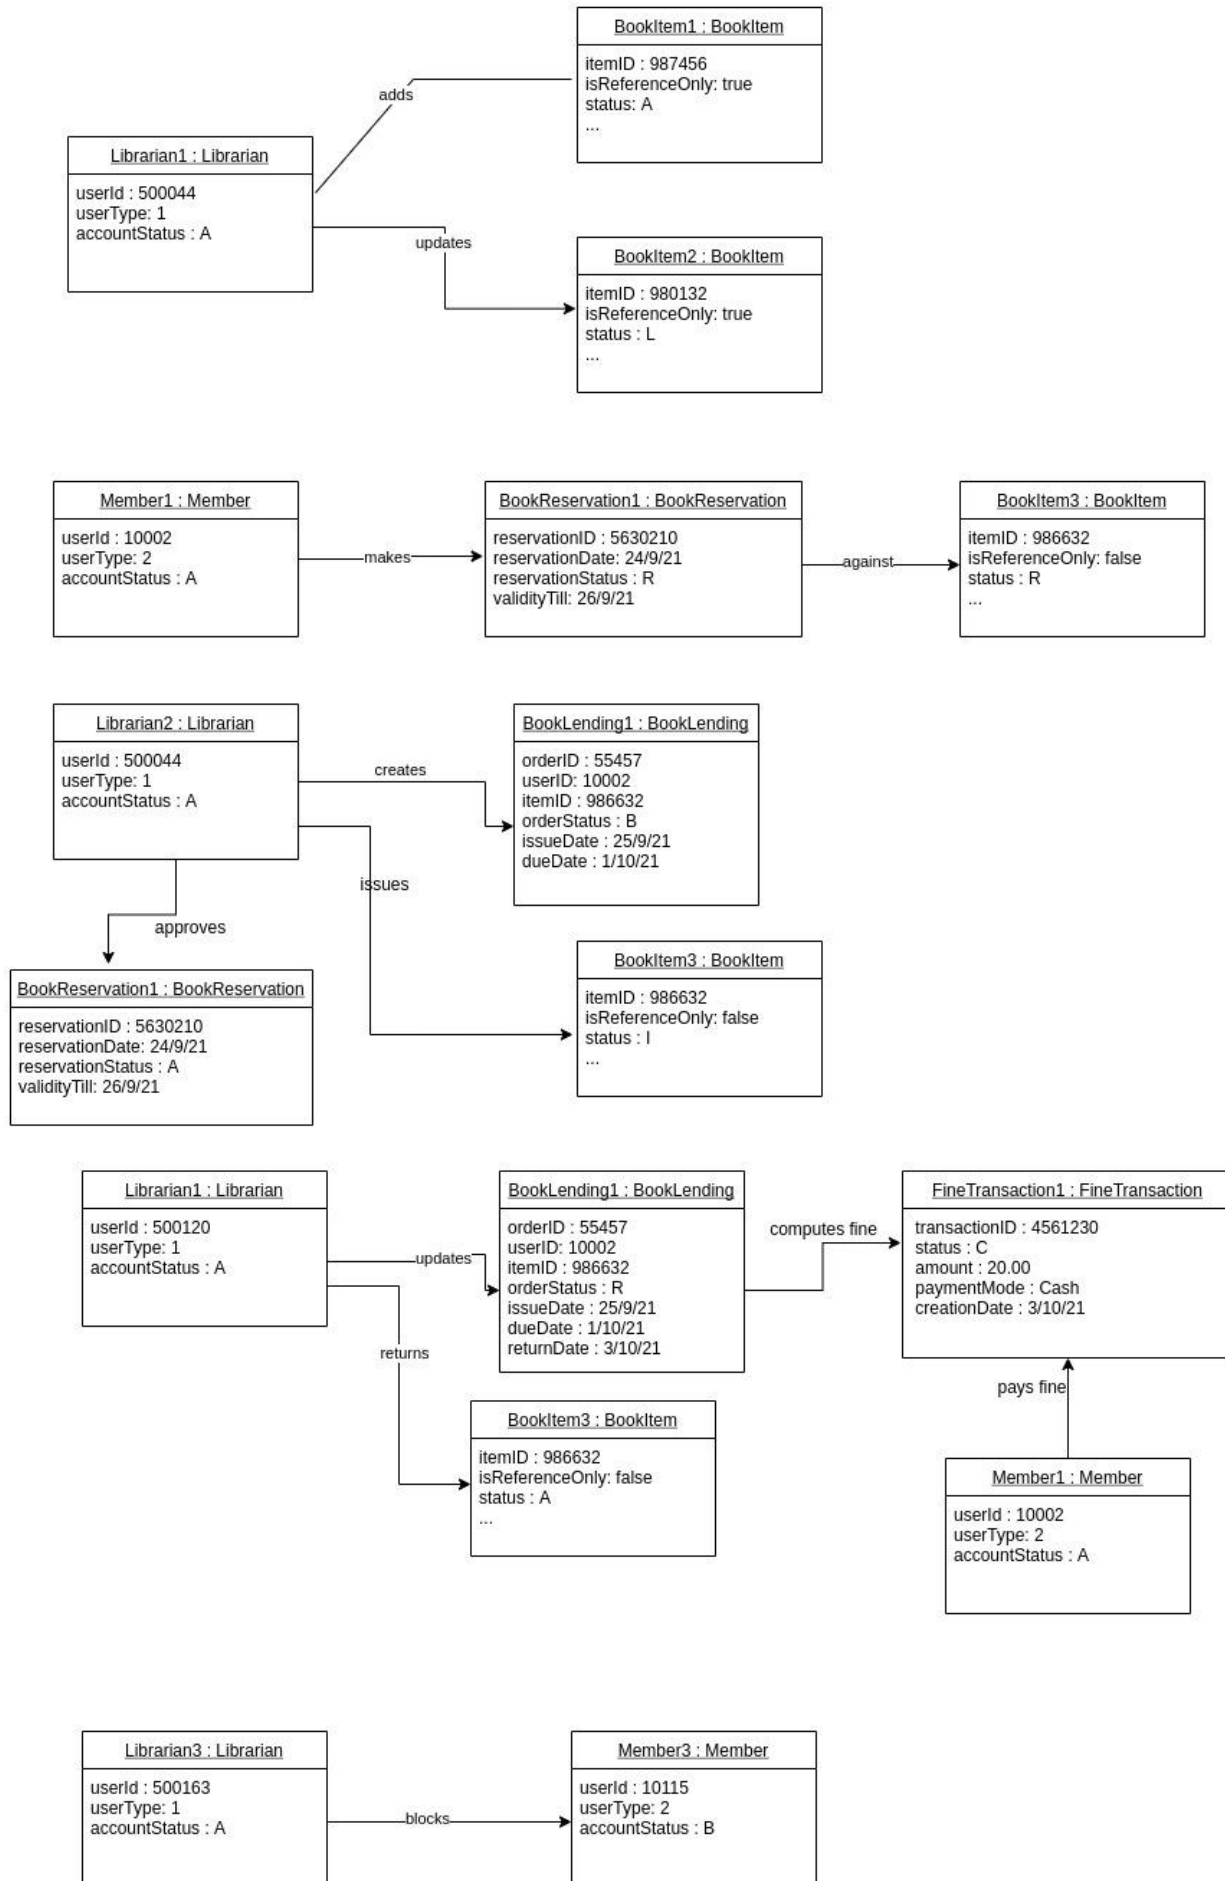 BookItem1 : BookItem
itemID : 987456
isReferenceOnly: true
status: A
...
adds
Librarian1 : Librarian
userId : 500044
userType: 1
accountStatus : A
updates
BookItem2 : BookItem
itemID : 980132
isReferenceOnly: true
status : L
...
Member1 : Member
userId : 10002
userType: 2
accountStatus : A
makes
BookReservation1 : BookReservation
reservationID : 5630210
reservationDate: 24/9/21
reservationStatus : R
validityTill: 26/9/21
against
BookItem3 : BookItem
itemID : 986632
isReferenceOnly: false
status : R
...
Librarian2 : Librarian
userId : 500044
userType: 1
accountStatus : A
creates
BookLending1 : BookLending
orderID : 55457
userID: 10002
itemID : 986632
orderStatus : B
issueDate : 25/9/21
dueDate : 1/10/21
issues
approves
BookItem3 : BookItem
itemID : 986632
isReferenceOnly: false
status : I
...
BookReservation1 : BookReservation
reservationID : 5630210
reservationDate: 24/9/21
reservationStatus : A
validityTill: 26/9/21
Librarian1 : Librarian
userId : 500120
userType: 1
accountStatus : A
updates
returns
BookLending1 : BookLending
orderID : 55457
userID: 10002
itemID : 986632
orderStatus : R
issueDate : 25/9/21
dueDate : 1/10/21
returnDate : 3/10/21
computes fine
FineTransaction1 : FineTransaction
transactionID : 4561230
status : C
amount : 20.00
paymentMode : Cash
creationDate : 3/10/21
pays fine
BookItem3 : BookItem
itemID : 986632
isReferenceOnly: false
status : A
...
Member1 : Member
userId : 10002
userType: 2
accountStatus : A
Librarian3 : Librarian
userId : 500163
userType: 1
accountStatus : A
blocks
Member3 : Member
userId : 10115
userType: 2
accountStatus : B